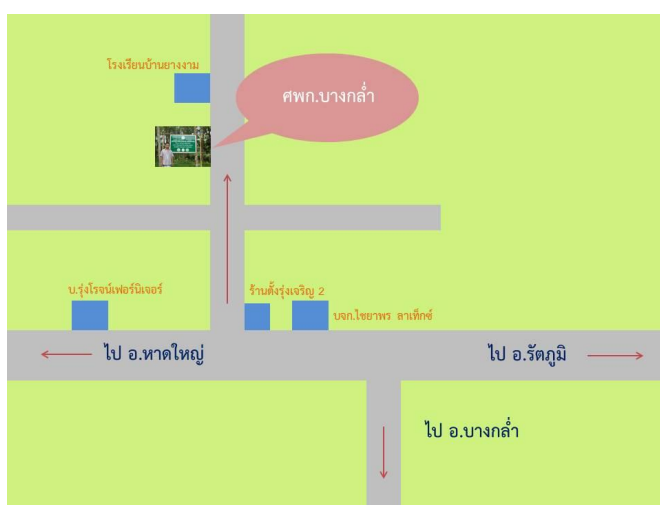 โรงเรียนบ้านยางงาม
ศพก.บางกล่ำ
บ.รุ่งโรจน์เฟอร์นิเจอร์
ร้านตั้งรุ่งเจริญ 2
บจก.ไชยาพร ลาเท็กซ์
ไป อ.หาดใหญ่
ไป อ.รัตภูมิ
ไป อ.บางกล่ำ